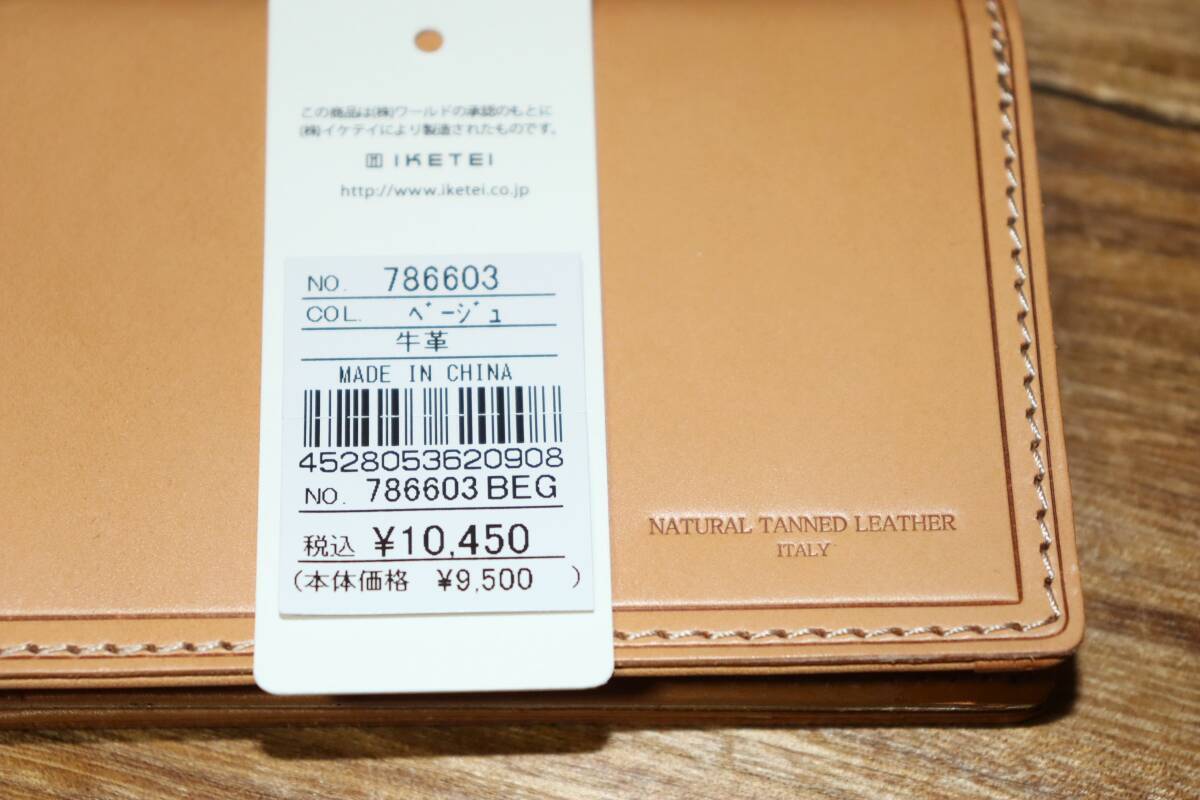 この商品は(株)ワールドの承認のもとに
(株)イケテイにより製造されたものです。
IKETEI
http://www.iketei.co.jp
NO. 786603
COL. ﾍﾞｰｼﾞｭ
牛革
MADE IN CHINA
4528053620908
NO. 786603BEG
税込 ¥10,450
(本体価格 ¥9,500 )
NATURAL TANNED LEATHER
ITALY